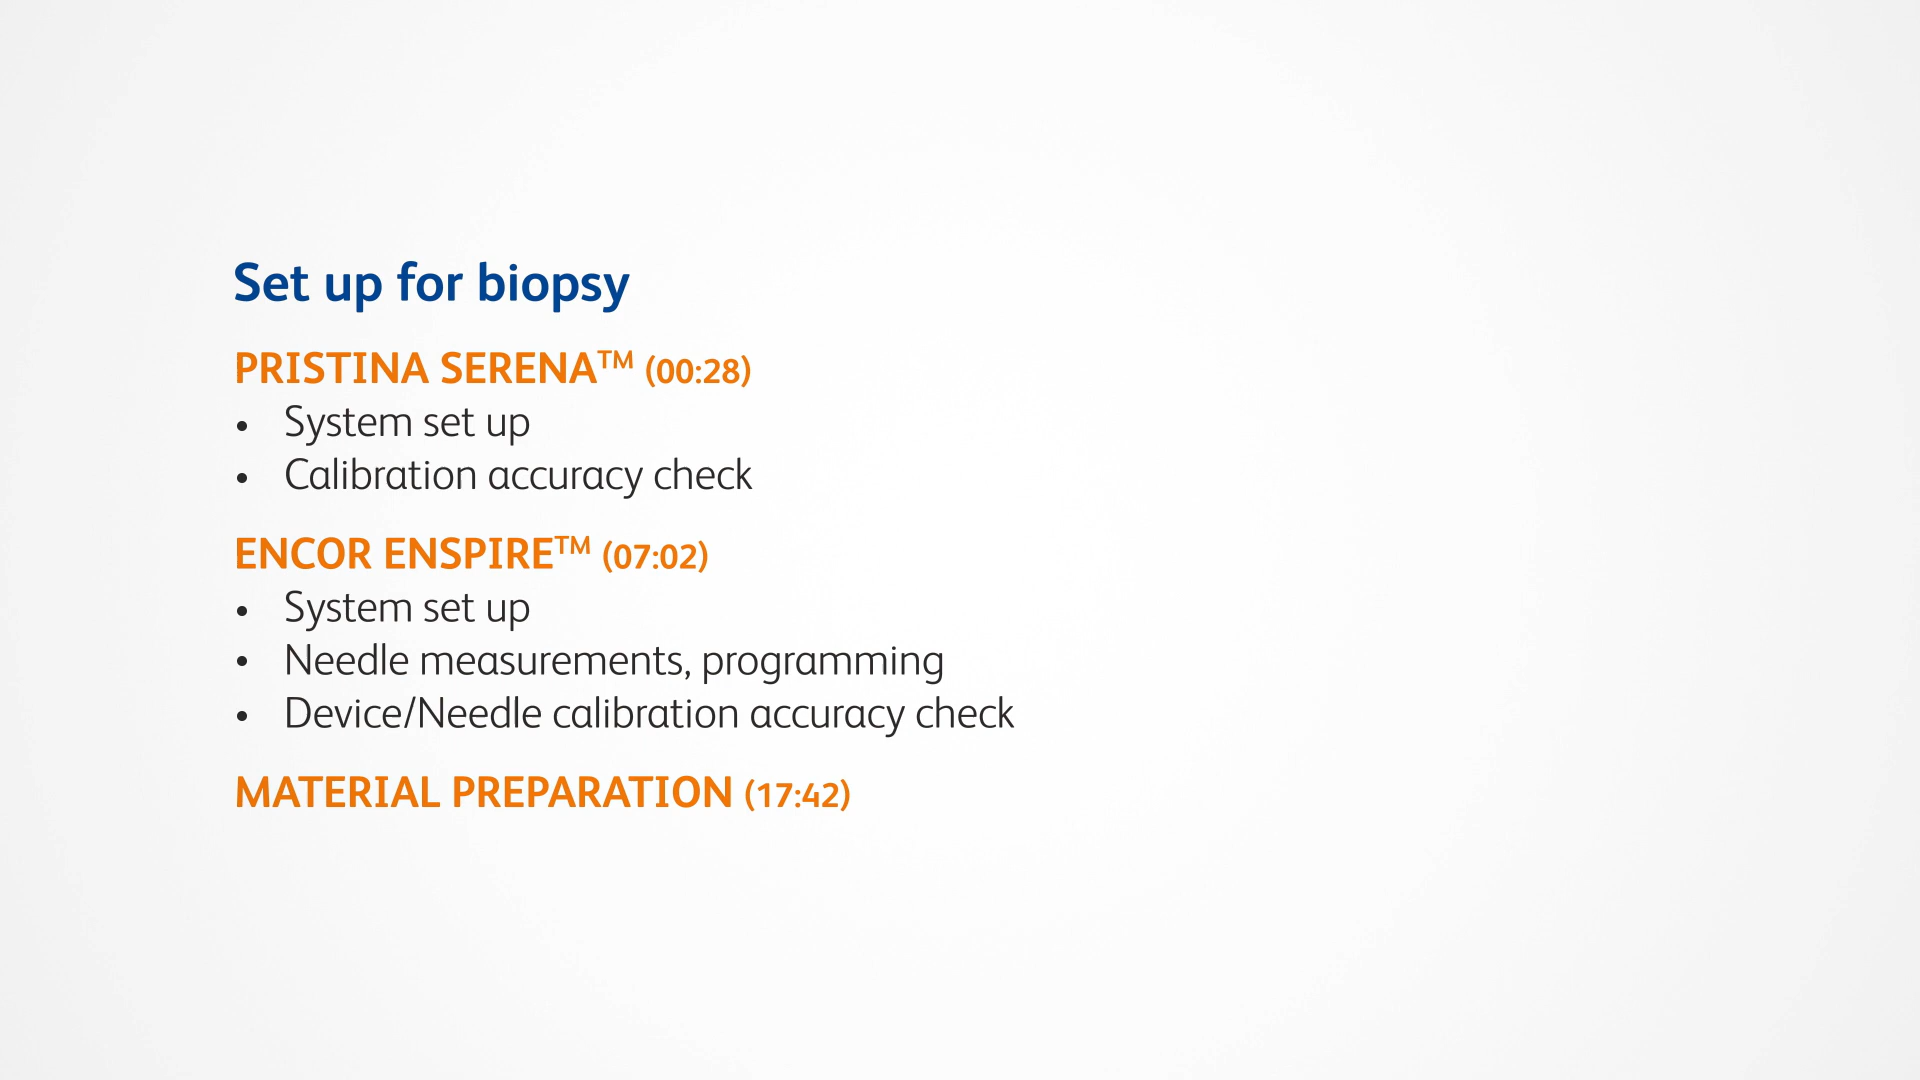 Set up for biopsy
PRISTINA SERENA™ (00:28)
• System set up
• Calibration accuracy check
ENCOR ENSPIRE™ (07:02)
• System set up
• Needle measurements, programming
• Device/Needle calibration accuracy check
MATERIAL PREPARATION (17:42)